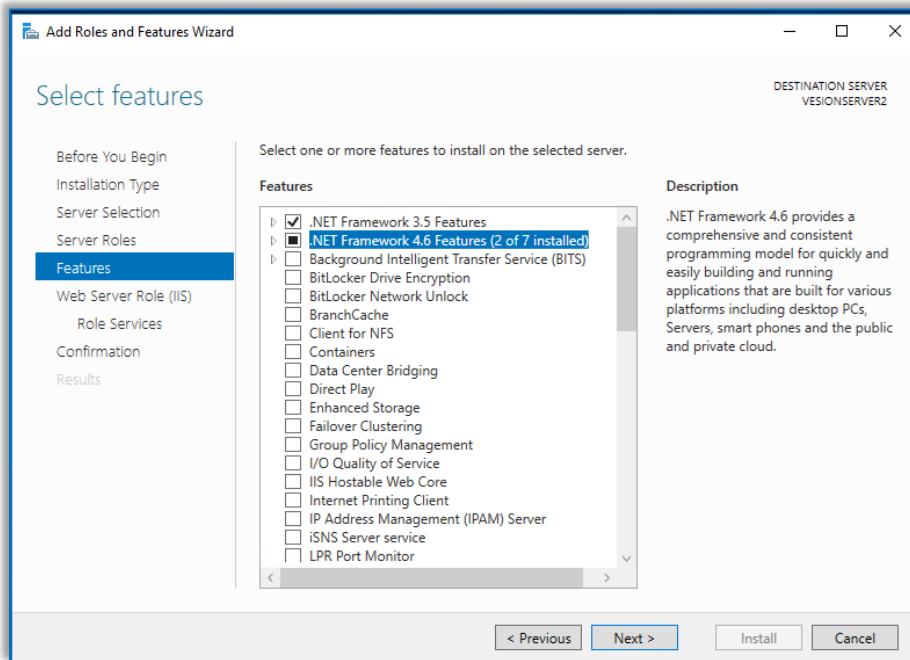 Add Roles and Features Wizard
Select features
DESTINATION SERVER
VESIONSERVER2
Before You Begin
Installation Type
Server Selection
Server Roles
Features
Web Server Role (IIS)
Role Services
Confirmation
Results
Select one or more features to install on the selected server.
Features
.NET Framework 3.5 Features
.NET Framework 4.6 Features (2 of 7 installed)
Background Intelligent Transfer Service (BITS)
BitLocker Drive Encryption
BitLocker Network Unlock
BranchCache
Client for NFS
Containers
Data Center Bridging
Direct Play
Enhanced Storage
Failover Clustering
Group Policy Management
I/O Quality of Service
IIS Hostable Web Core
Internet Printing Client
IP Address Management (IPAM) Server
iSNS Server service
LPR Port Monitor
Description
.NET Framework 4.6 provides a
comprehensive and consistent
programming model for quickly and
easily building and running
applications that are built for various
platforms including desktop PCs,
Servers, smart phones and the public
and private cloud.
< Previous
Next >
Install
Cancel